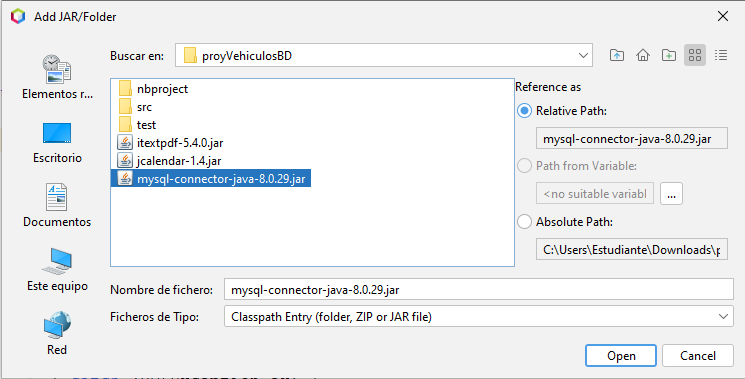 Add JAR/Folder
Buscar en:
proyVehiculosBD
Elementos r...
Escritorio
Documentos
Este equipo
Red
nbproject
src
test
itextpdf-5.4.0.jar
jcalendar-1.4.jar
mysql-connector-java-8.0.29.jar
Reference as
Relative Path:
mysql-connector-java-8.0.29.jar
Path from Variable:
<no suitable variabl
...
Absolute Path:
C:\Users\Estudiante\Downloads\p
Nombre de fichero:
mysql-connector-java-8.0.29.jar
Ficheros de Tipo:
Classpath Entry (folder, ZIP or JAR file)
Open
Cancel